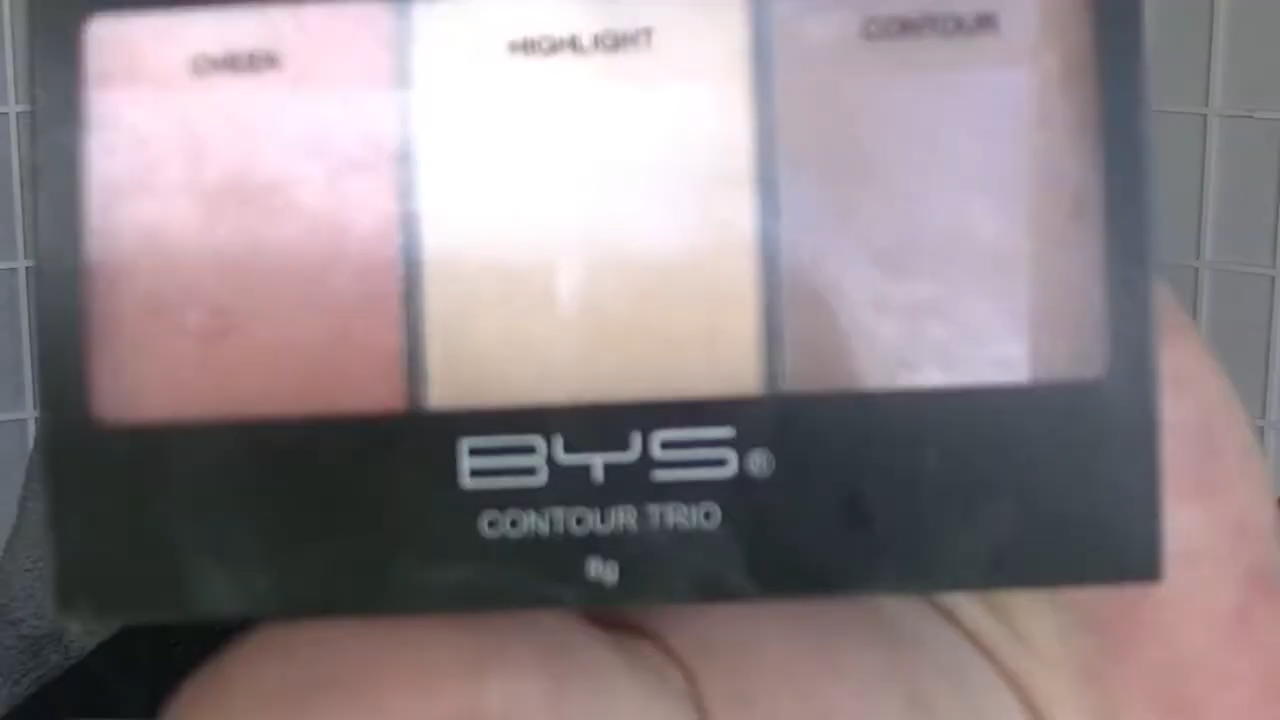 CHEEK
HIGHLIGHT
CONTOUR
BYS®
CONTOUR TRIO
8g